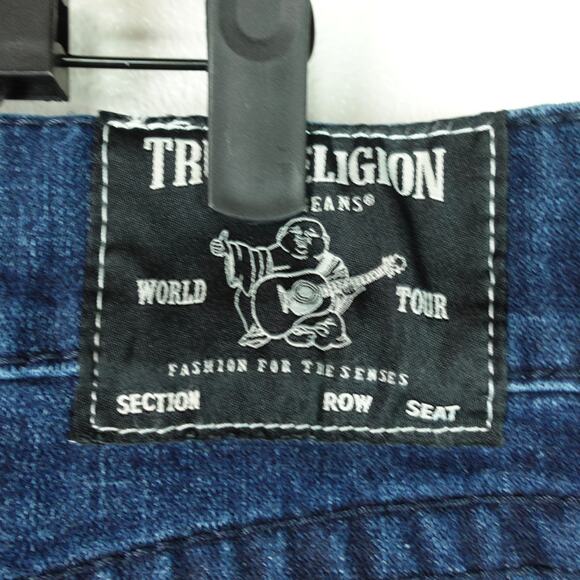 TR ELIGION
EANS®
WORLD TOUR
FASHION FOR THE SENSES
SECTION ROW SEAT